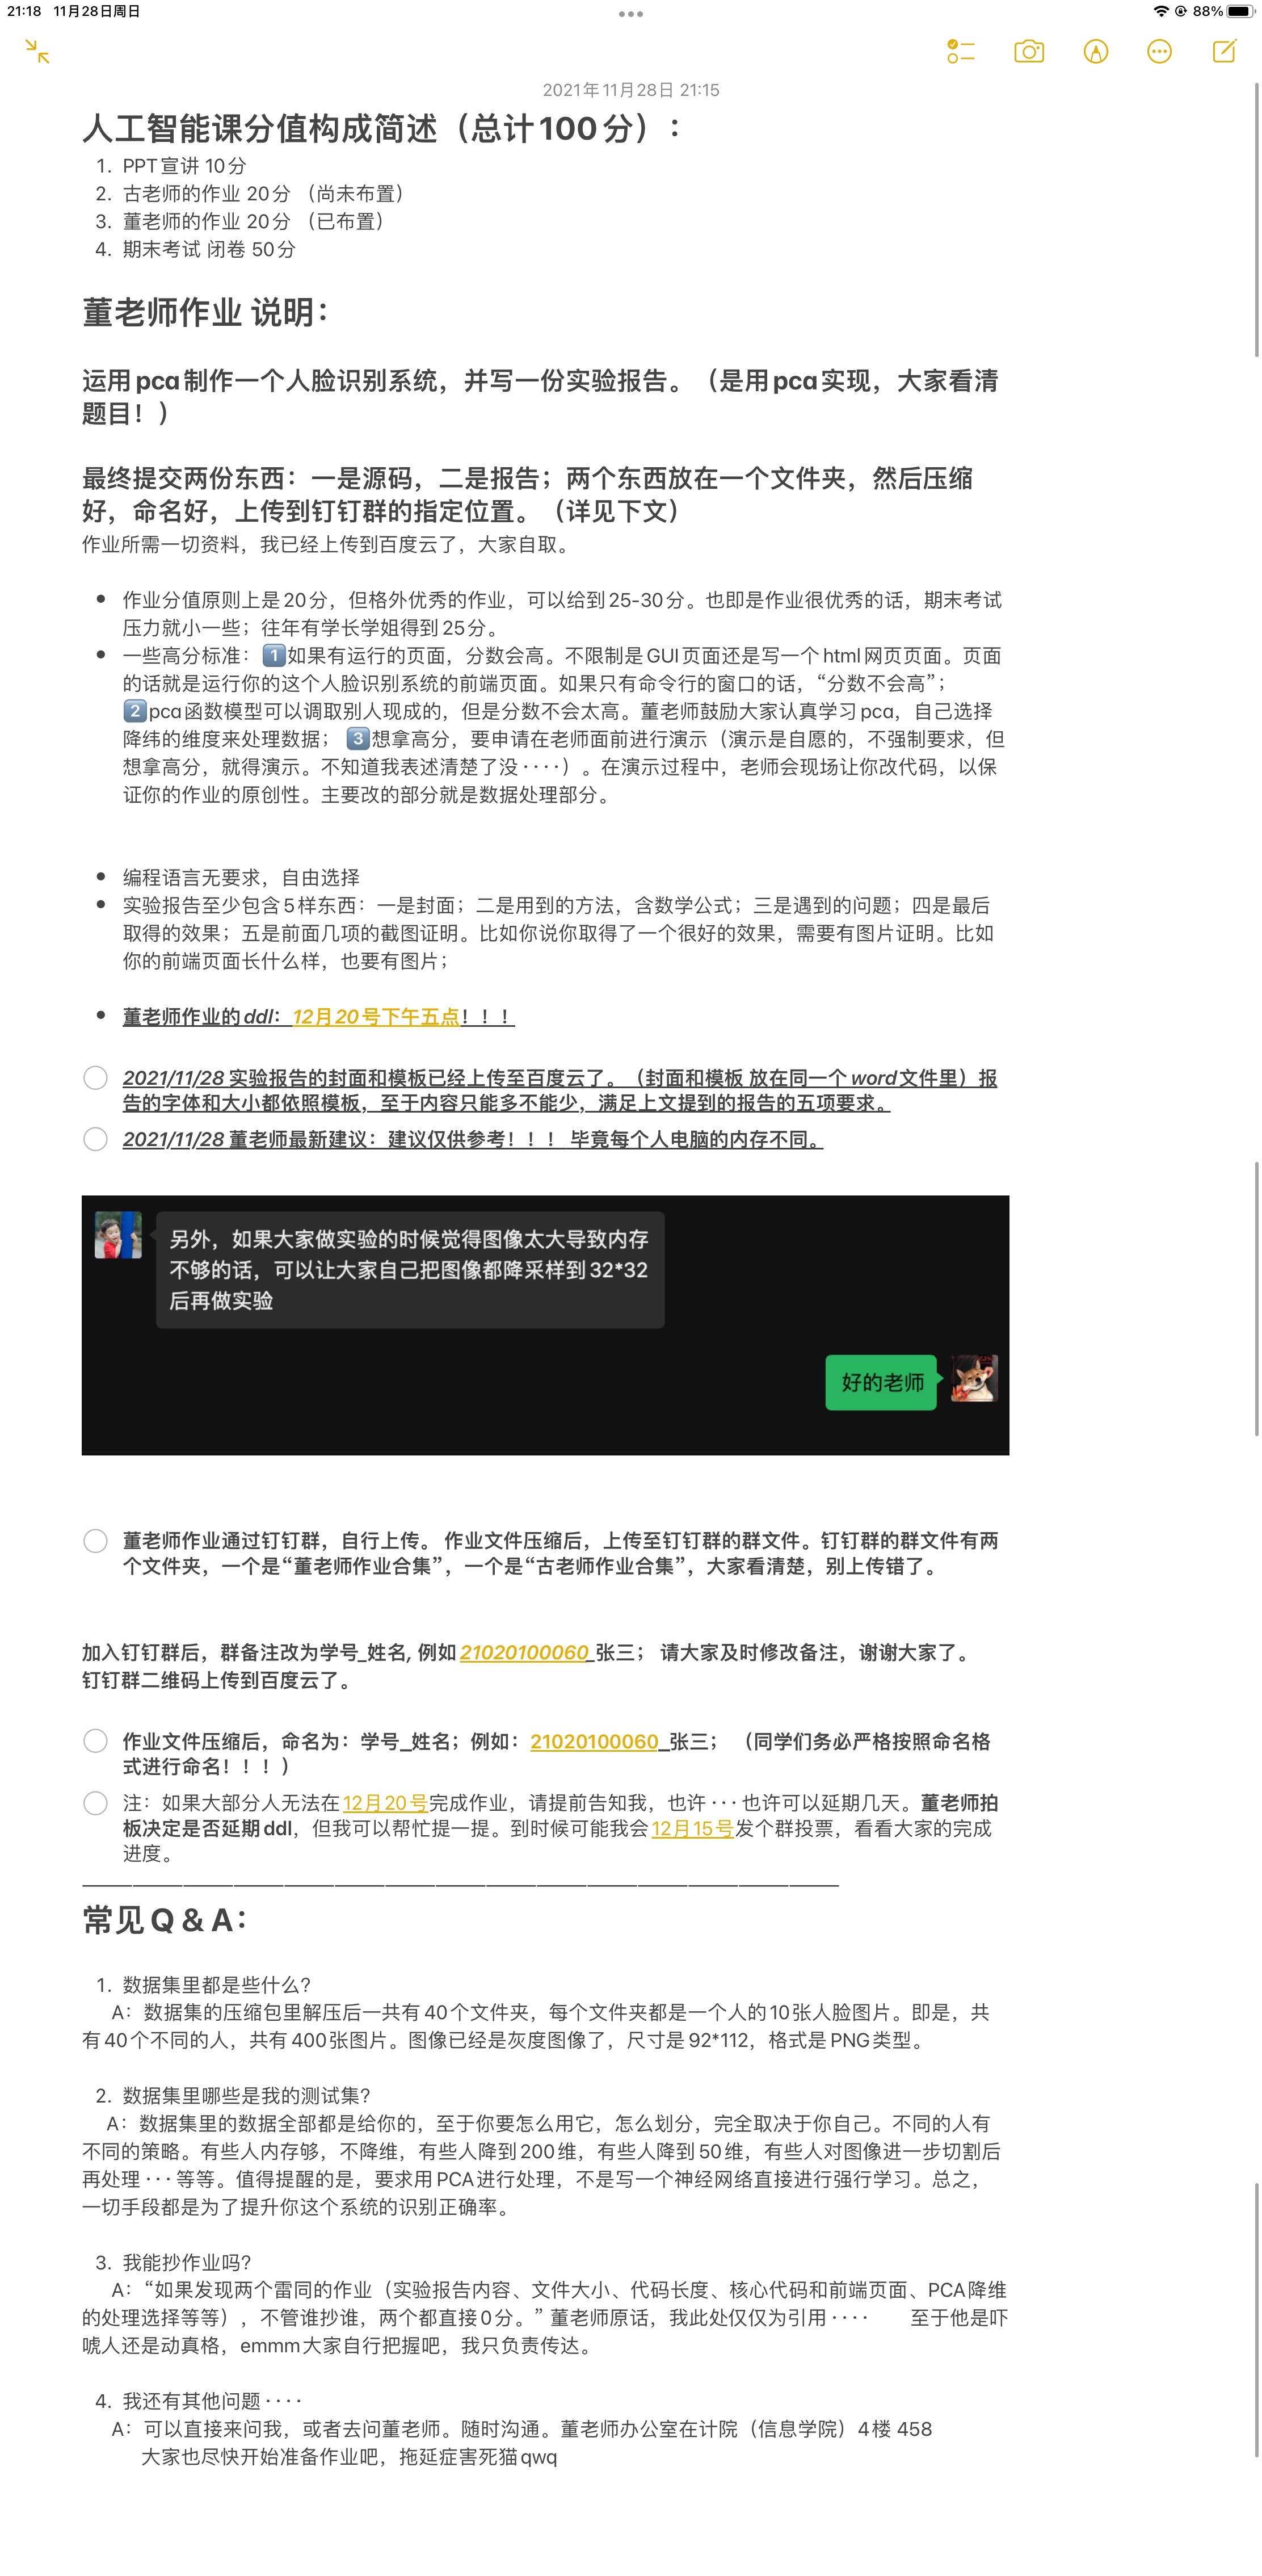 21:18 11月28日周日
88%
2021年11月28日 21:15
人工智能课分值构成简述（总计100分）：
1. PPT宣讲 10分
2. 古老师的作业 20分 （尚未布置）
3. 董老师的作业 20分 （已布置）
4. 期末考试 闭卷 50分
董老师作业 说明：
运用pca制作一个人脸识别系统，并写一份实验报告。（是用pca实现，大家看清
题目！）
最终提交两份东西：一是源码，二是报告；两个东西放在一个文件夹，然后压缩
好，命名好，上传到钉钉群的指定位置。（详见下文）
作业所需一切资料，我已经上传到百度云了，大家自取。
• 作业分值原则上是20分，但格外优秀的作业，可以给到25-30分。也即是作业很优秀的话，期末考试
压力就小一些；往年有学长学姐得到25分。
• 一些高分标准：1️⃣如果有运行的页面，分数会高。不限制是GUI页面还是写一个html网页页面。页面
的话就是运行你的这个人脸识别系统的前端页面。如果只有命令行的窗口的话，“分数不会高”；
2️⃣pca函数模型可以调取别人现成的，但是分数不会太高。董老师鼓励大家认真学习pca，自己选择
降纬的维度来处理数据；3️⃣想拿高分，要申请在老师面前进行演示（演示是自愿的，不强制要求，但
想拿高分，就得演示。不知道我表述清楚了没····）。在演示过程中，老师会现场让你改代码，以保
证你的作业的原创性。主要改的部分就是数据处理部分。
• 编程语言无要求，自由选择
• 实验报告至少包含5样东西：一是封面；二是用到的方法，含数学公式；三是遇到的问题；四是最后
取得的效果；五是前面几项的截图证明。比如你说你取得了一个很好的效果，需要有图片证明。比如
你的前端页面长什么样，也要有图片；
• 董老师作业的ddl：12月20号下午五点！！！
2021/11/28 实验报告的封面和模板已经上传至百度云了。（封面和模板 放在同一个word文件里）报
告的字体和大小都依照模板，至于内容只能多不能少，满足上文提到的报告的五项要求。
2021/11/28 董老师最新建议：建议仅供参考！！！ 毕竟每个人电脑的内存不同。
另外，如果大家做实验的时候觉得图像太大导致内存
不够的话，可以让大家自己把图像都降采样到32*32
后再做实验
好的老师
董老师作业通过钉钉群，自行上传。 作业文件压缩后，上传至钉钉群的群文件。钉钉群的群文件有两
个文件夹，一个是“董老师作业合集”，一个是“古老师作业合集”，大家看清楚，别上传错了。
加入钉钉群后，群备注改为学号_姓名, 例如21020100060_张三； 请大家及时修改备注，谢谢大家了。
钉钉群二维码上传到百度云了。
作业文件压缩后，命名为：学号_姓名；例如：21020100060_张三； （同学们务必严格按照命名格
式进行命名！！！）
注：如果大部分人无法在12月20号完成作业，请提前告知我，也许···也许可以延期几天。董老师拍
板决定是否延期ddl，但我可以帮忙提一提。到时候可能我会12月15号发个群投票，看看大家的完成
进度。
常见Q & A：
1. 数据集里都是些什么？
A：数据集的压缩包里解压后一共有40个文件夹，每个文件夹都是一个人的10张人脸图片。即是，共
有40个不同的人，共有400张图片。图像已经是灰度图像了，尺寸是92*112，格式是PNG类型。
2. 数据集里哪些是我的测试集？
A：数据集里的数据全部都是给你的，至于你要怎么用它，怎么划分，完全取决于你自己。不同的人有
不同的策略。有些人内存够，不降维，有些人降到200维，有些人降到50维，有些人对图像进一步切割后
再处理···等等。值得提醒的是，要求用PCA进行处理，不是写一个神经网络直接进行强行学习。总之，
一切手段都是为了提升你这个系统的识别正确率。
3. 我能抄作业吗？
A：“如果发现两个雷同的作业（实验报告内容、文件大小、代码长度、核心代码和前端页面、PCA降维
的处理选择等等），不管谁抄谁，两个都直接0分。”董老师原话，我此处仅仅为引用···· 至于他是吓
唬人还是动真格，emmm大家自行把握吧，我只负责传达。
4. 我还有其他问题····
A：可以直接来问我，或者去问董老师。随时沟通。董老师办公室在计院（信息学院）4楼 458
大家也尽快开始准备作业吧，拖延症害死猫qwq